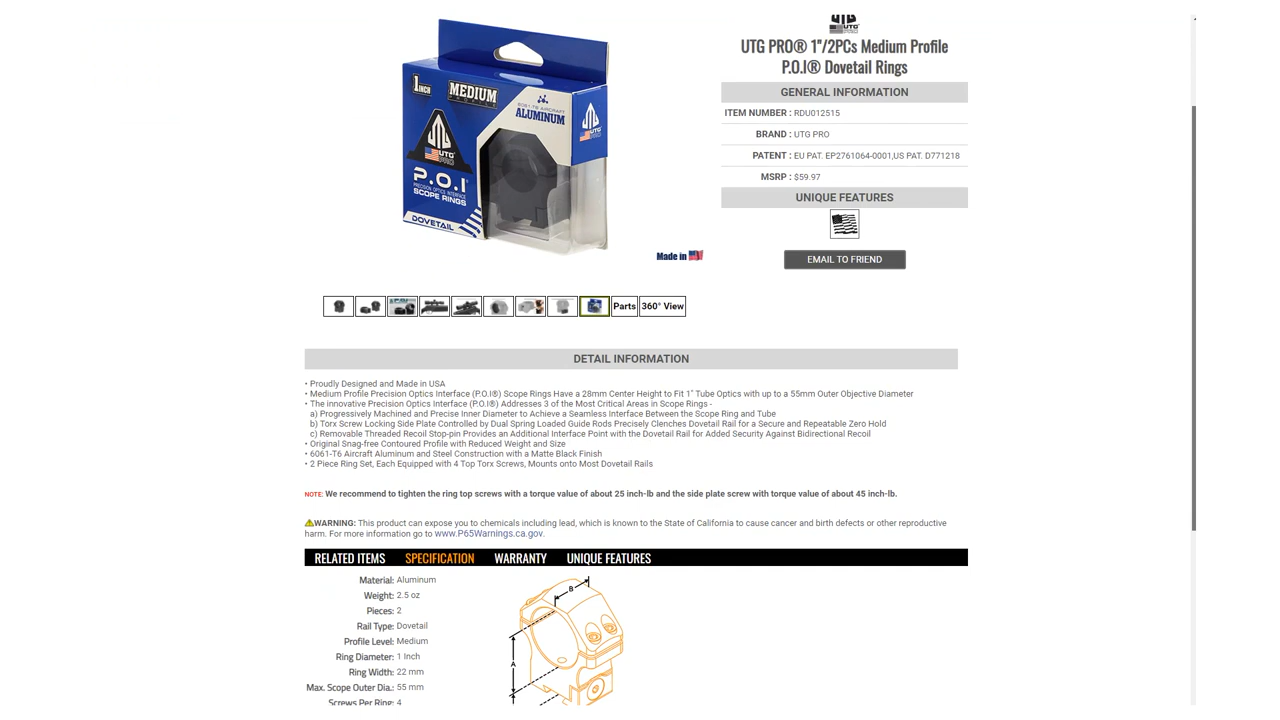 UTG
PRO
UTG PRO® 1"/2PCs Medium Profile
P.O.I® Dovetail Rings
GENERAL INFORMATION
ITEM NUMBER : RDU012515
BRAND : UTG PRO
PATENT : EU PAT. EP2761064-0001,US PAT. D771218
MSRP : $59.97
UNIQUE FEATURES
EMAIL TO FRIEND
1INCH
MEDIUM
6061-T6 AIRCRAFT
ALUMINUM
UTG
PRO
P.O.I®
PRECISION OPTICS INTERFACE
SCOPE RINGS
DOVETAIL
Made in
Parts
360° View
DETAIL INFORMATION
• Proudly Designed and Made in USA
• Medium Profile Precision Optics Interface (P.O.I®) Scope Rings Have a 28mm Center Height to Fit 1" Tube Optics with up to a 55mm Outer Objective Diameter
• The innovative Precision Optics Interface (P.O.I®) Addresses 3 of the Most Critical Areas in Scope Rings -
a) Progressively Machined and Precise Inner Diameter to Achieve a Seamless Interface Between the Scope Ring and Tube
b) Torx Screw Locking Side Plate Controlled by Dual Spring Loaded Guide Rods Precisely Clenches Dovetail Rail for a Secure and Repeatable Zero Hold
c) Removable Threaded Recoil Stop-pin Provides an Additional Interface Point with the Dovetail Rail for Added Security Against Bidirectional Recoil
• Original Snag-free Contoured Profile with Reduced Weight and Size
• 6061-T6 Aircraft Aluminum and Steel Construction with a Matte Black Finish
• 2 Piece Ring Set, Each Equipped with 4 Top Torx Screws, Mounts onto Most Dovetail Rails
NOTE: We recommend to tighten the ring top screws with a torque value of about 25 inch-lb and the side plate screw with torque value of about 45 inch-lb.
WARNING: This product can expose you to chemicals including lead, which is known to the State of California to cause cancer and birth defects or other reproductive
harm. For more information go to www.P65Warnings.ca.gov.
RELATED ITEMS SPECIFICATION WARRANTY UNIQUE FEATURES
Material: Aluminum
Weight: 2.5 oz
Pieces: 2
Rail Type: Dovetail
Profile Level: Medium
Ring Diameter: 1 Inch
Ring Width: 22 mm
Max. Scope Outer Dia.: 55 mm
Screws Per Ring: 4
B
A